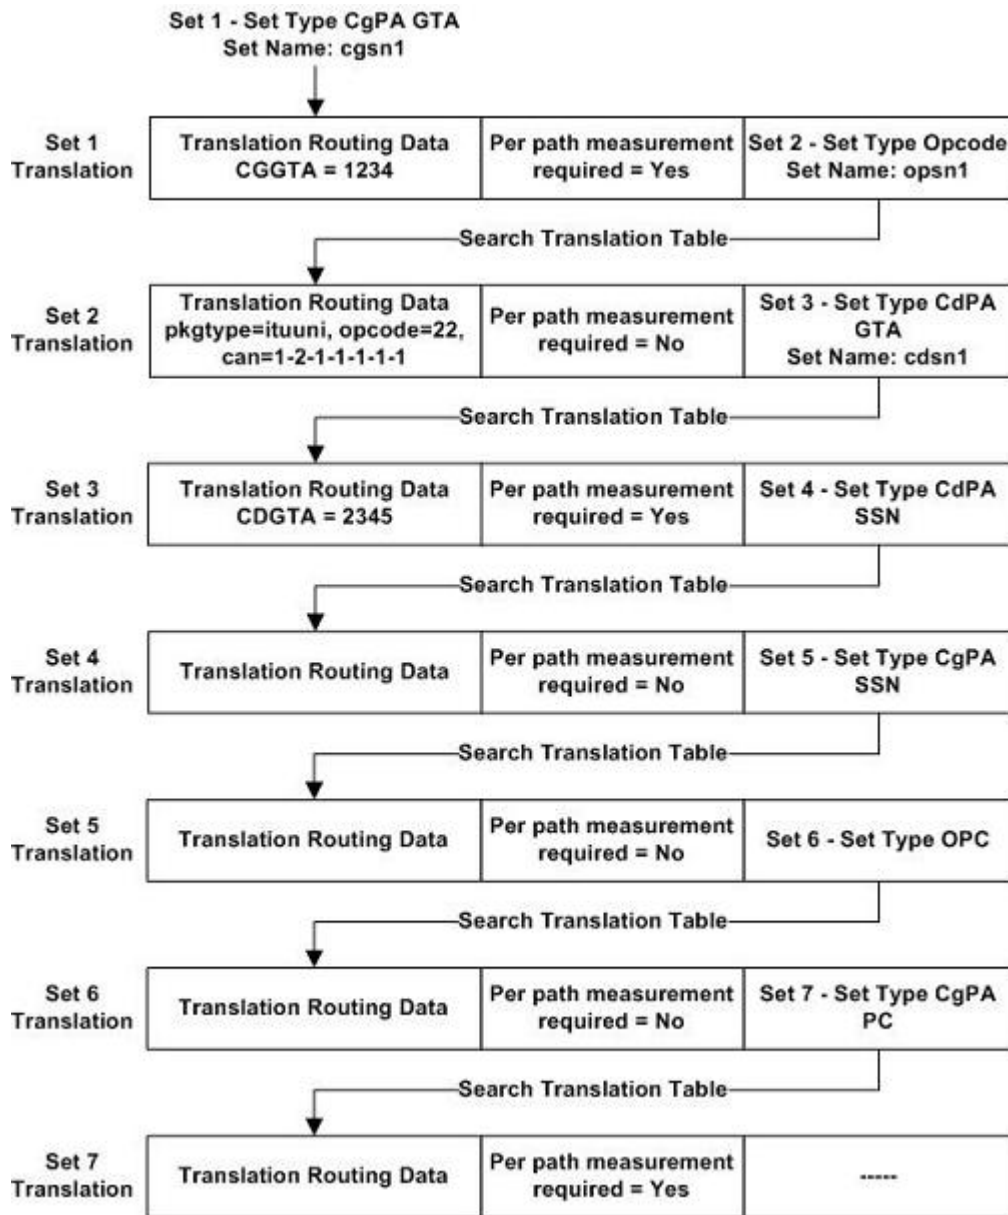 Set 1 - Set Type CgPA GTA
Set Name: cgsn1
Set 1
Translation
Translation Routing Data
CGGTA = 1234
Per path measurement
required = Yes
Set 2 - Set Type Opcode
Set Name: opsn1
Search Translation Table
Set 2
Translation
Translation Routing Data
pkgtype=ituuni, opcode=22,
can=1-2-1-1-1-1-1
Per path measurement
required = No
Set 3 - Set Type CdPA
GTA
Set Name: cdsn1
Search Translation Table
Set 3
Translation
Translation Routing Data
CDGTA = 2345
Per path measurement
required = Yes
Set 4 - Set Type CdPA
SSN
Search Translation Table
Set 4
Translation
Translation Routing Data
Per path measurement
required = No
Set 5 - Set Type CgPA
SSN
Search Translation Table
Set 5
Translation
Translation Routing Data
Per path measurement
required = No
Set 6 - Set Type OPC
Search Translation Table
Set 6
Translation
Translation Routing Data
Per path measurement
required = No
Set 7 - Set Type CgPA
PC
Search Translation Table
Set 7
Translation
Translation Routing Data
Per path measurement
required = Yes
-----